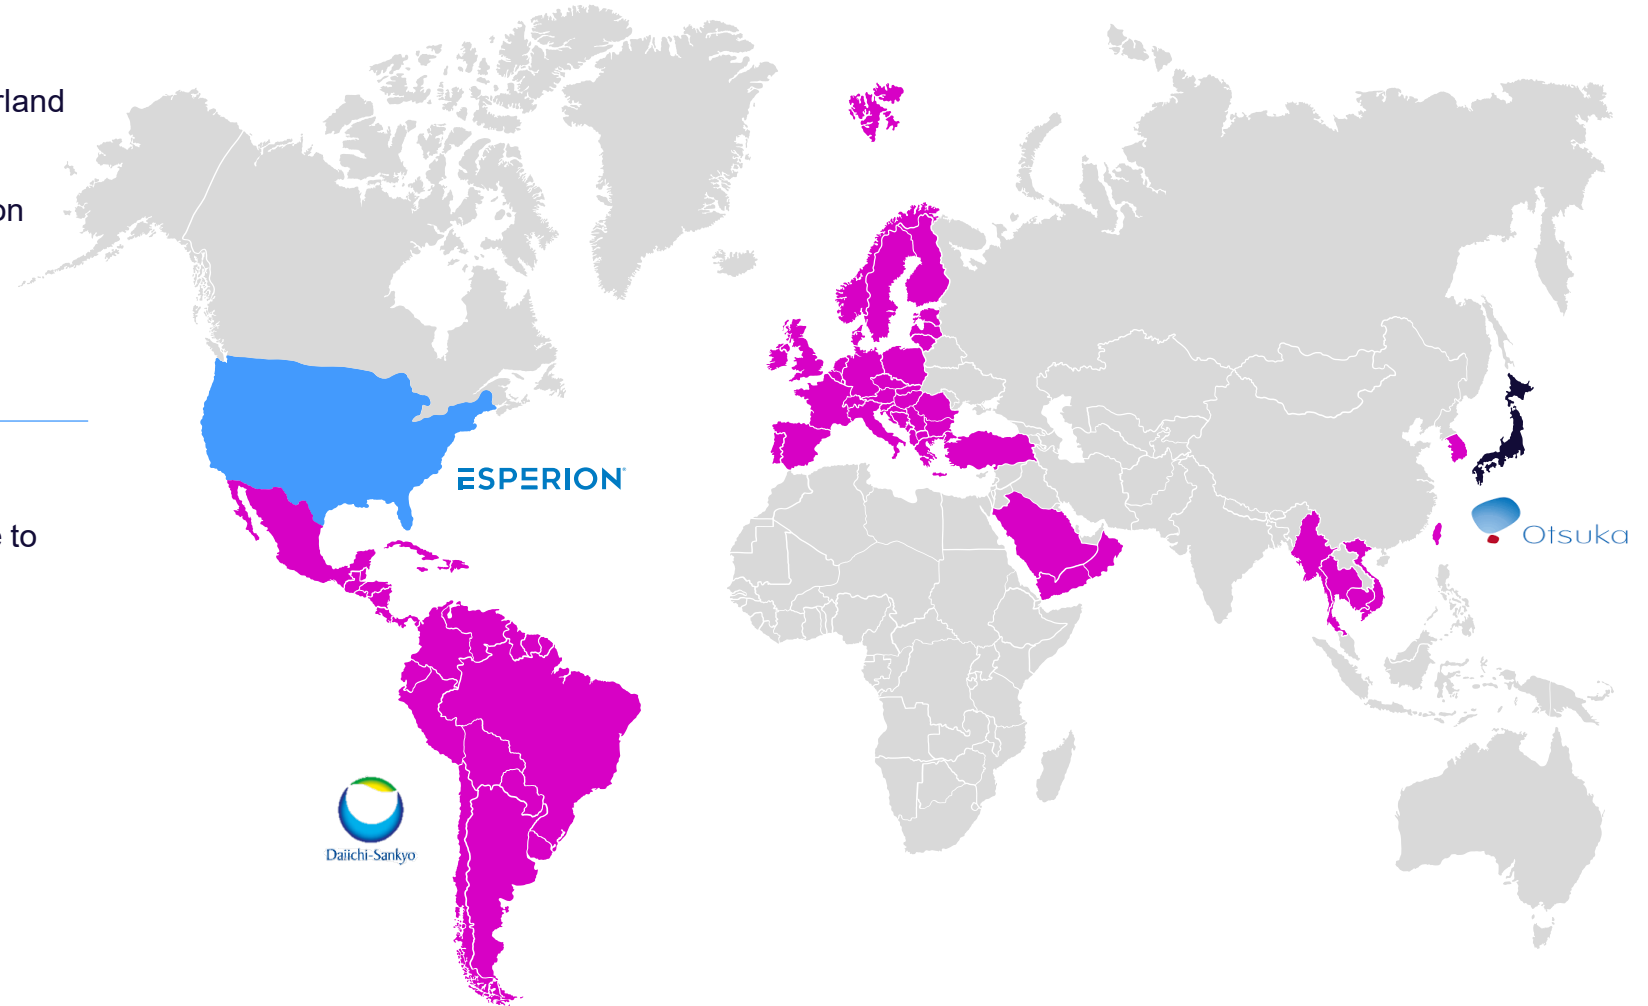 rland
on
ESPERION
e to
Otsuka
Daiichi-Sankyo